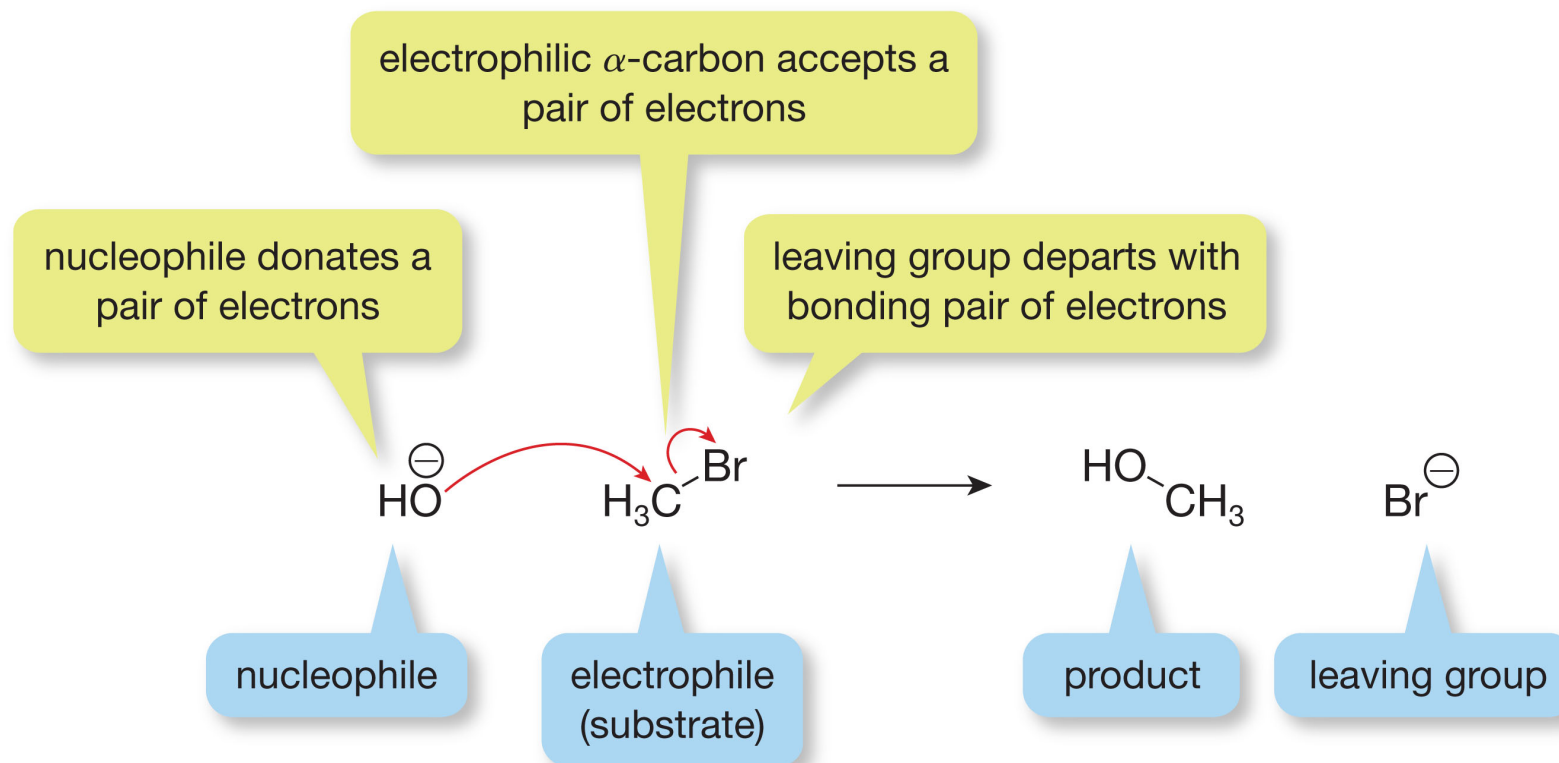 electrophilic α-carbon accepts a
pair of electrons
nucleophile donates a
pair of electrons
leaving group departs with
bonding pair of electrons
HO⊖
H₃C–Br
HO–CH₃
Br⊖
nucleophile
electrophile
(substrate)
product
leaving group